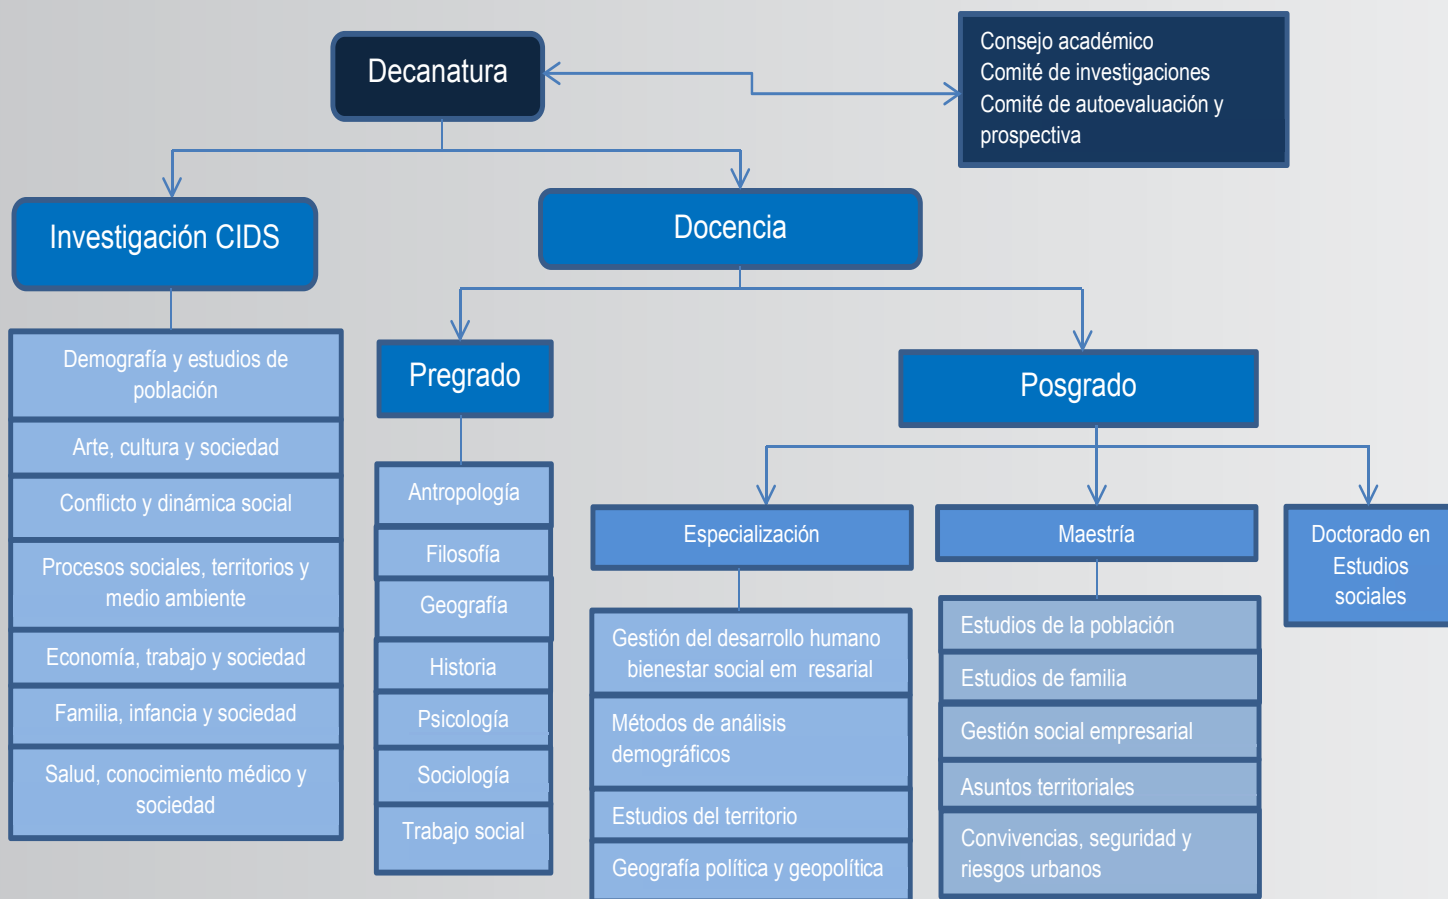 Decanatura
Consejo académico
Comité de investigaciones
Comité de autoevaluación y
prospectiva
Investigación CIDS
Docencia
Demografía y estudios de
población
Arte, cultura y sociedad
Conflicto y dinámica social
Procesos sociales, territorios y
medio ambiente
Economía, trabajo y sociedad
Familia, infancia y sociedad
Salud, conocimiento médico y
sociedad
Pregrado
Antropología
Filosofía
Geografía
Historia
Psicología
Sociología
Trabajo social
Posgrado
Especialización
Gestión del desarrollo humano
bienestar social em resarial
Métodos de análisis
demográficos
Estudios del territorio
Geografía política y geopolítica
Maestría
Estudios de la población
Estudios de familia
Gestión social empresarial
Asuntos territoriales
Convivencias, seguridad y
riesgos urbanos
Doctorado en
Estudios
sociales